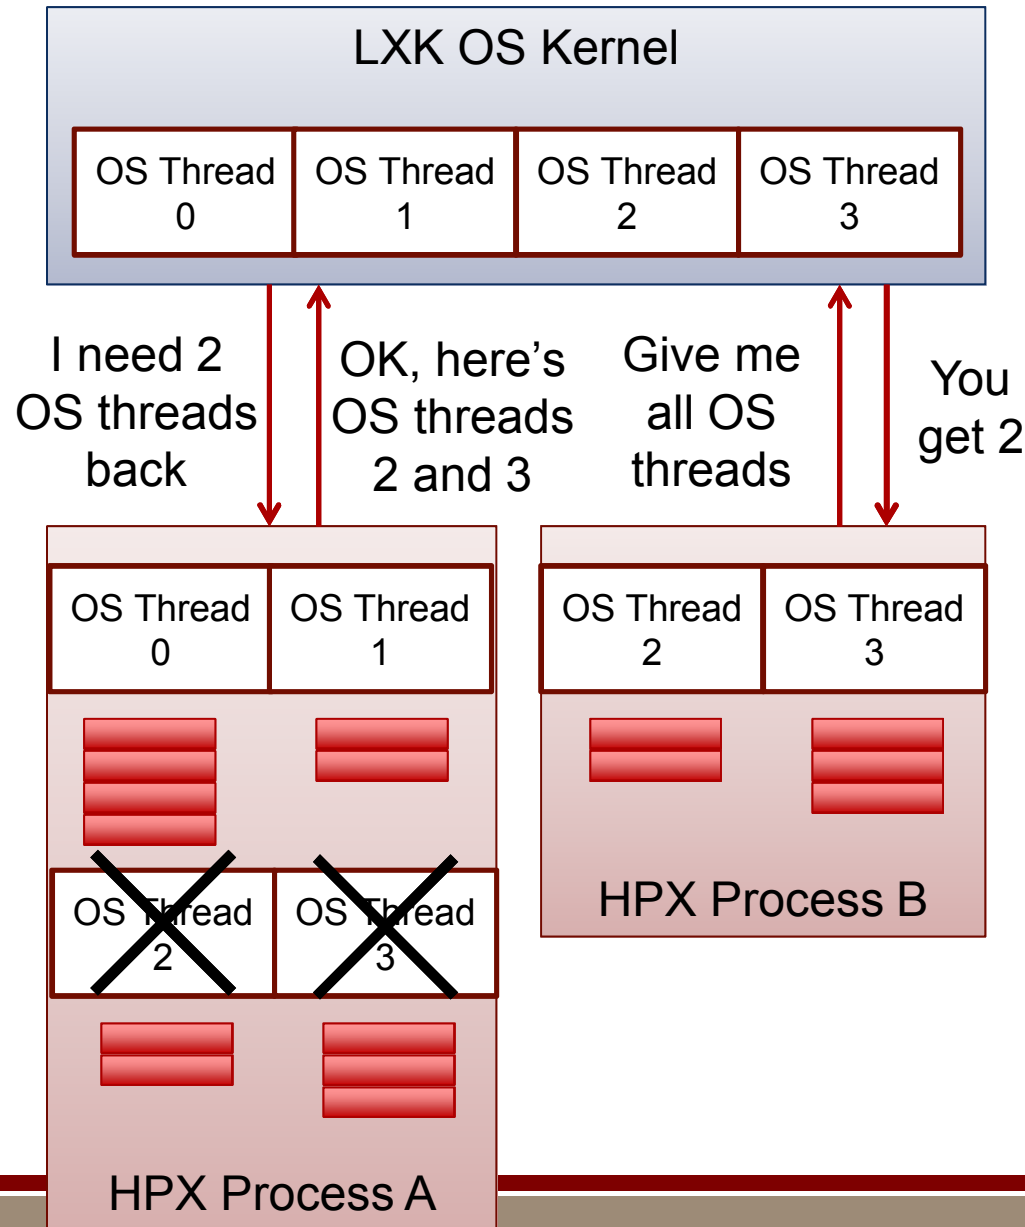 LXK OS Kernel
OS Thread
0
OS Thread
1
OS Thread
2
OS Thread
3
I need 2
OS threads
back
OK, here’s
OS threads
2 and 3
Give me
all OS
threads
You
get 2
OS Thread
0
OS Thread
1
OS Thread
2
OS Thread
3
HPX Process A
OS Thread
2
OS Thread
3
HPX Process B